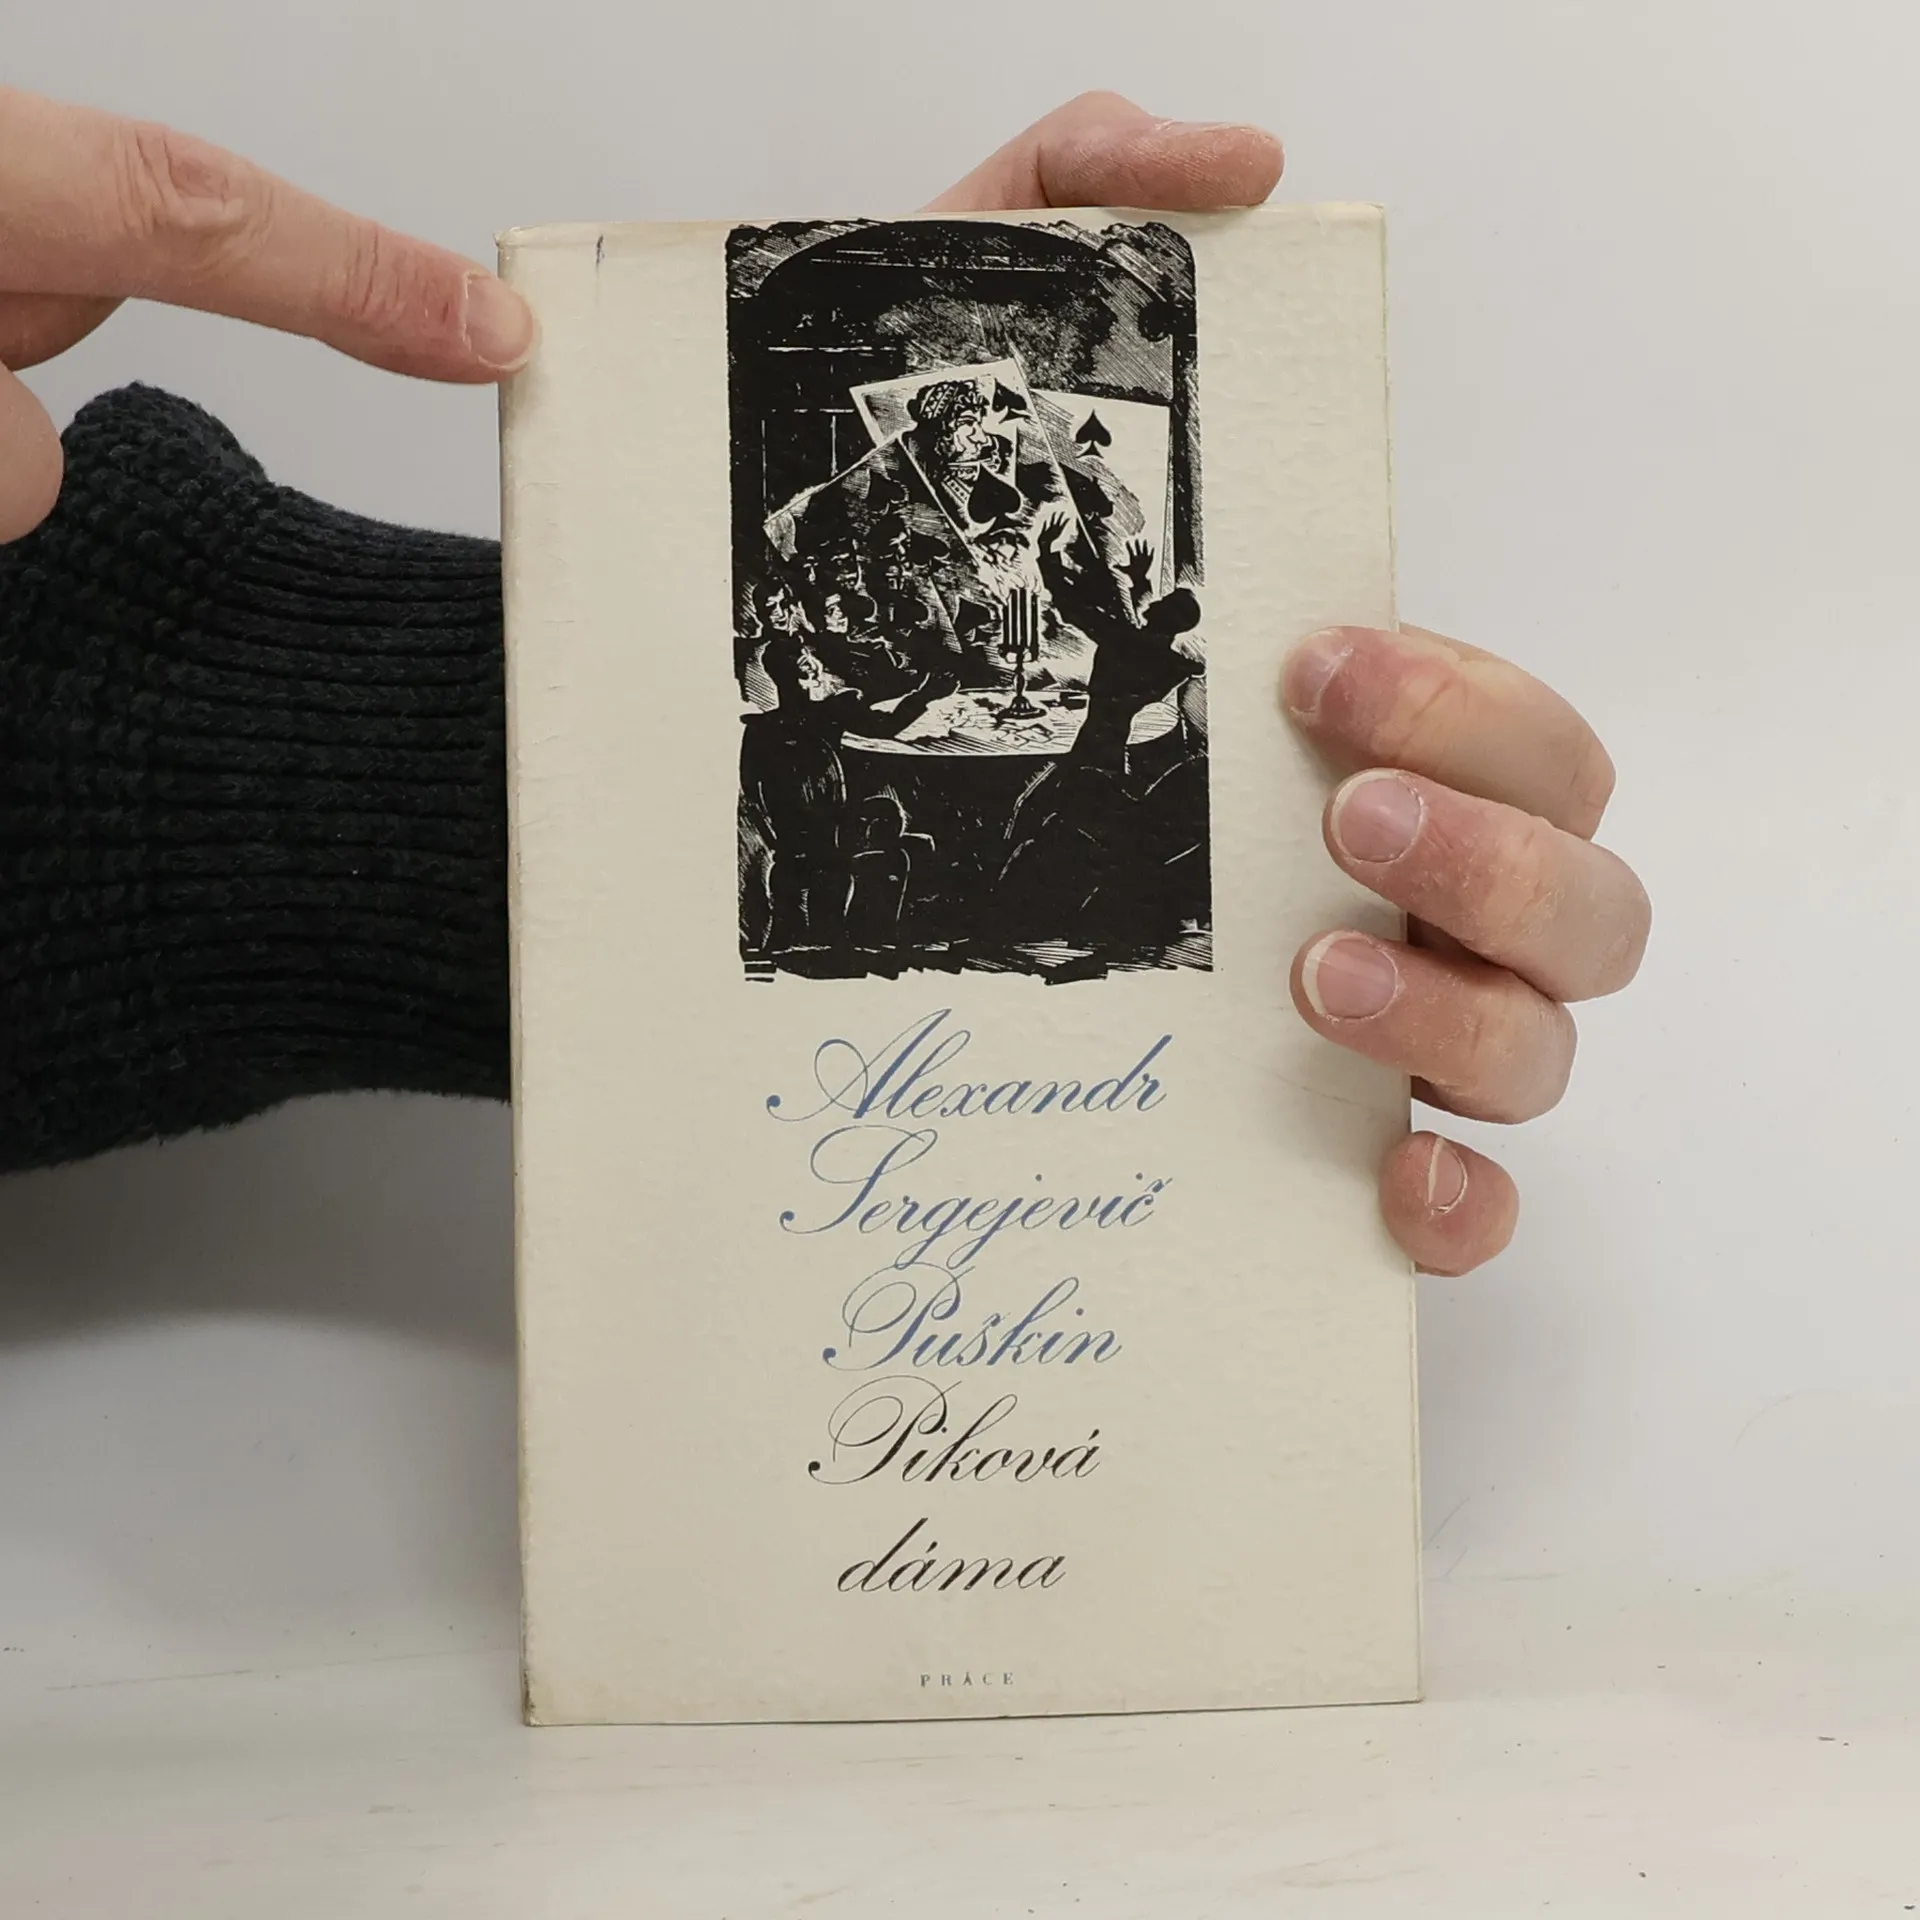 Alexandr
Sergejevič
Puškin
Piková
dáma
PRÁCE